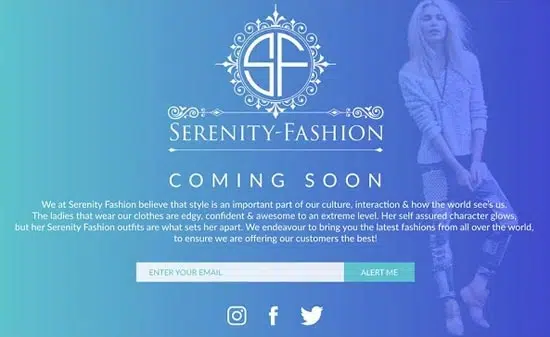 SF
SERENITY-FASHION
COMING SOON
We at Serenity Fashion believe that style is an important part of our culture, interaction & how the world see's us.
The ladies that wear our clothes are edgy, confident & awesome to an extreme level. Her self assured character glows,
but her Serenity Fashion outfits are what sets her apart. We endeavour to bring you the latest fashions from all over the world,
to ensure we are offering our customers the best!
ENTER YOUR EMAIL
ALERT ME